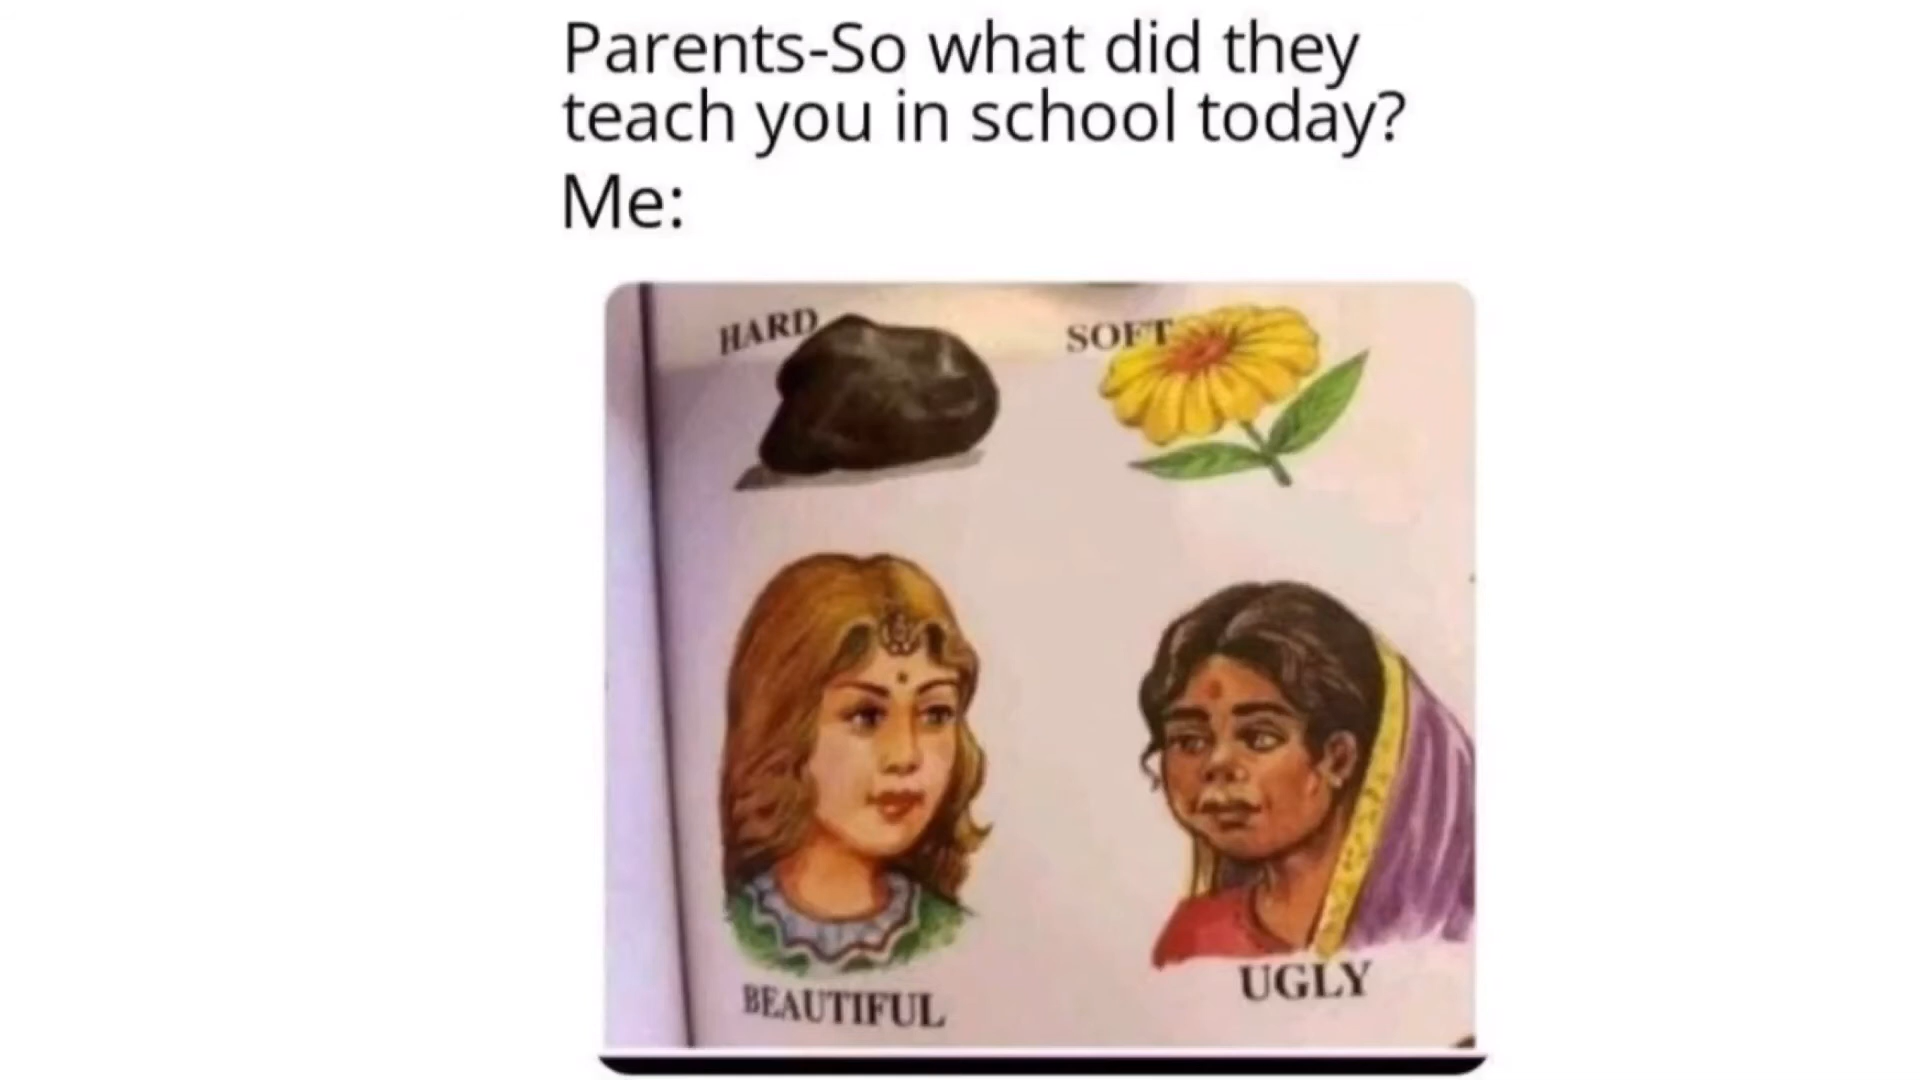 Parents-So what did they
teach you in school today?
Me:
HARD
SOFT
BEAUTIFUL
UGLY